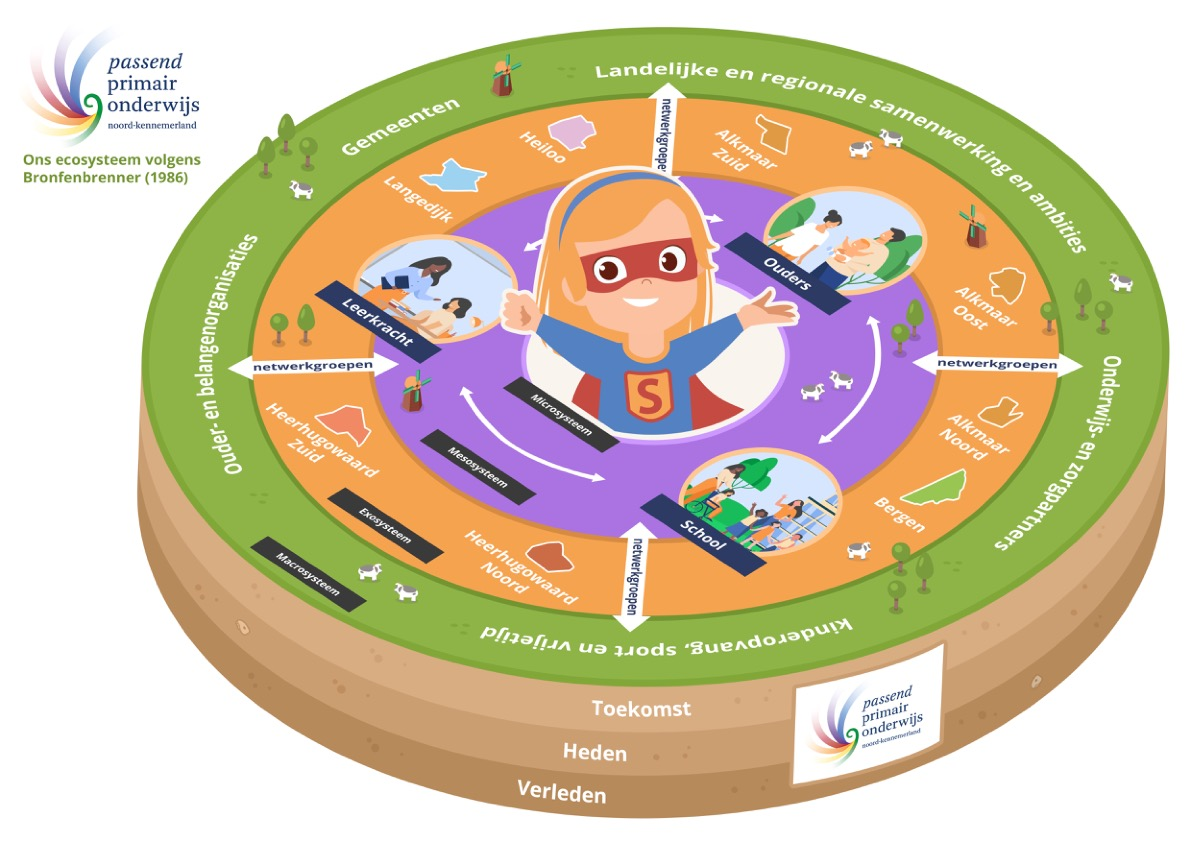 passend
primair
onderwijs
noord-kennemerland
Ons ecosysteem volgens
Bronfenbrenner (1986)
Landelijke en regionale samenwerking en ambities
Gemeenten
Ouder- en belangenorganisaties
Onderwijs- en zorgpartners
kinderopvang, sport en vrijetijd
netwerkgroepen
netwerkgroepen
netwerkgroepen
netwerkgroepen
Heiloo
Alkmaar
Zuid
Langedijk
Alkmaar
Oost
Heerhugowaard
Zuid
Alkmaar
Noord
Bergen
Heerhugowaard
Noord
Leerkracht
Ouders
School
S
Microsysteem
Mesosysteem
Exosysteem
Macrosysteem
Toekomst
Heden
Verleden
passend
primair
onderwijs
noord-kennemerland